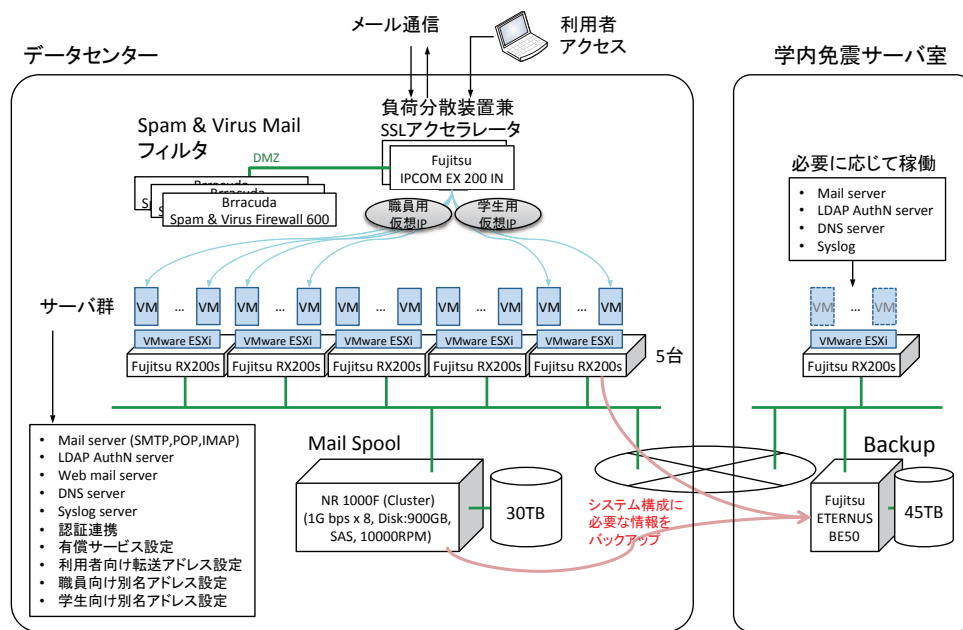 メール通信
利用者
アクセス
データセンター
学内免震サーバ室
負荷分散装置兼
SSLアクセラレータ
Spam & Virus Mail
フィルタ
DMZ
Fujitsu
IPCOM EX 200 IN
Brracuda
Brracuda
Brracuda
Spam & Virus Firewall 600
職員用
仮想IP
学生用
仮想IP
必要に応じて稼働
• Mail server
• LDAP AuthN server
• DNS server
• Syslog
サーバ群
VM ... VM VM ... VM VM ... VM VM ... VM VM ... VM
VMware ESXi VMware ESXi VMware ESXi VMware ESXi VMware ESXi
Fujitsu RX200s Fujitsu RX200s Fujitsu RX200s Fujitsu RX200s Fujitsu RX200s
5台
VM ... VM
VMware ESXi
Fujitsu RX200s
• Mail server (SMTP,POP,IMAP)
• LDAP AuthN server
• Web mail server
• DNS server
• Syslog server
• 認証連携
• 有償サービス設定
• 利用者向け転送アドレス設定
• 職員向け別名アドレス設定
• 学生向け別名アドレス設定
Mail Spool
NR 1000F (Cluster)
(1G bps x 8, Disk:900GB,
SAS, 10000RPM)
30TB
システム構成に
必要な情報を
バックアップ
Backup
Fujitsu
ETERNUS
BE50
45TB